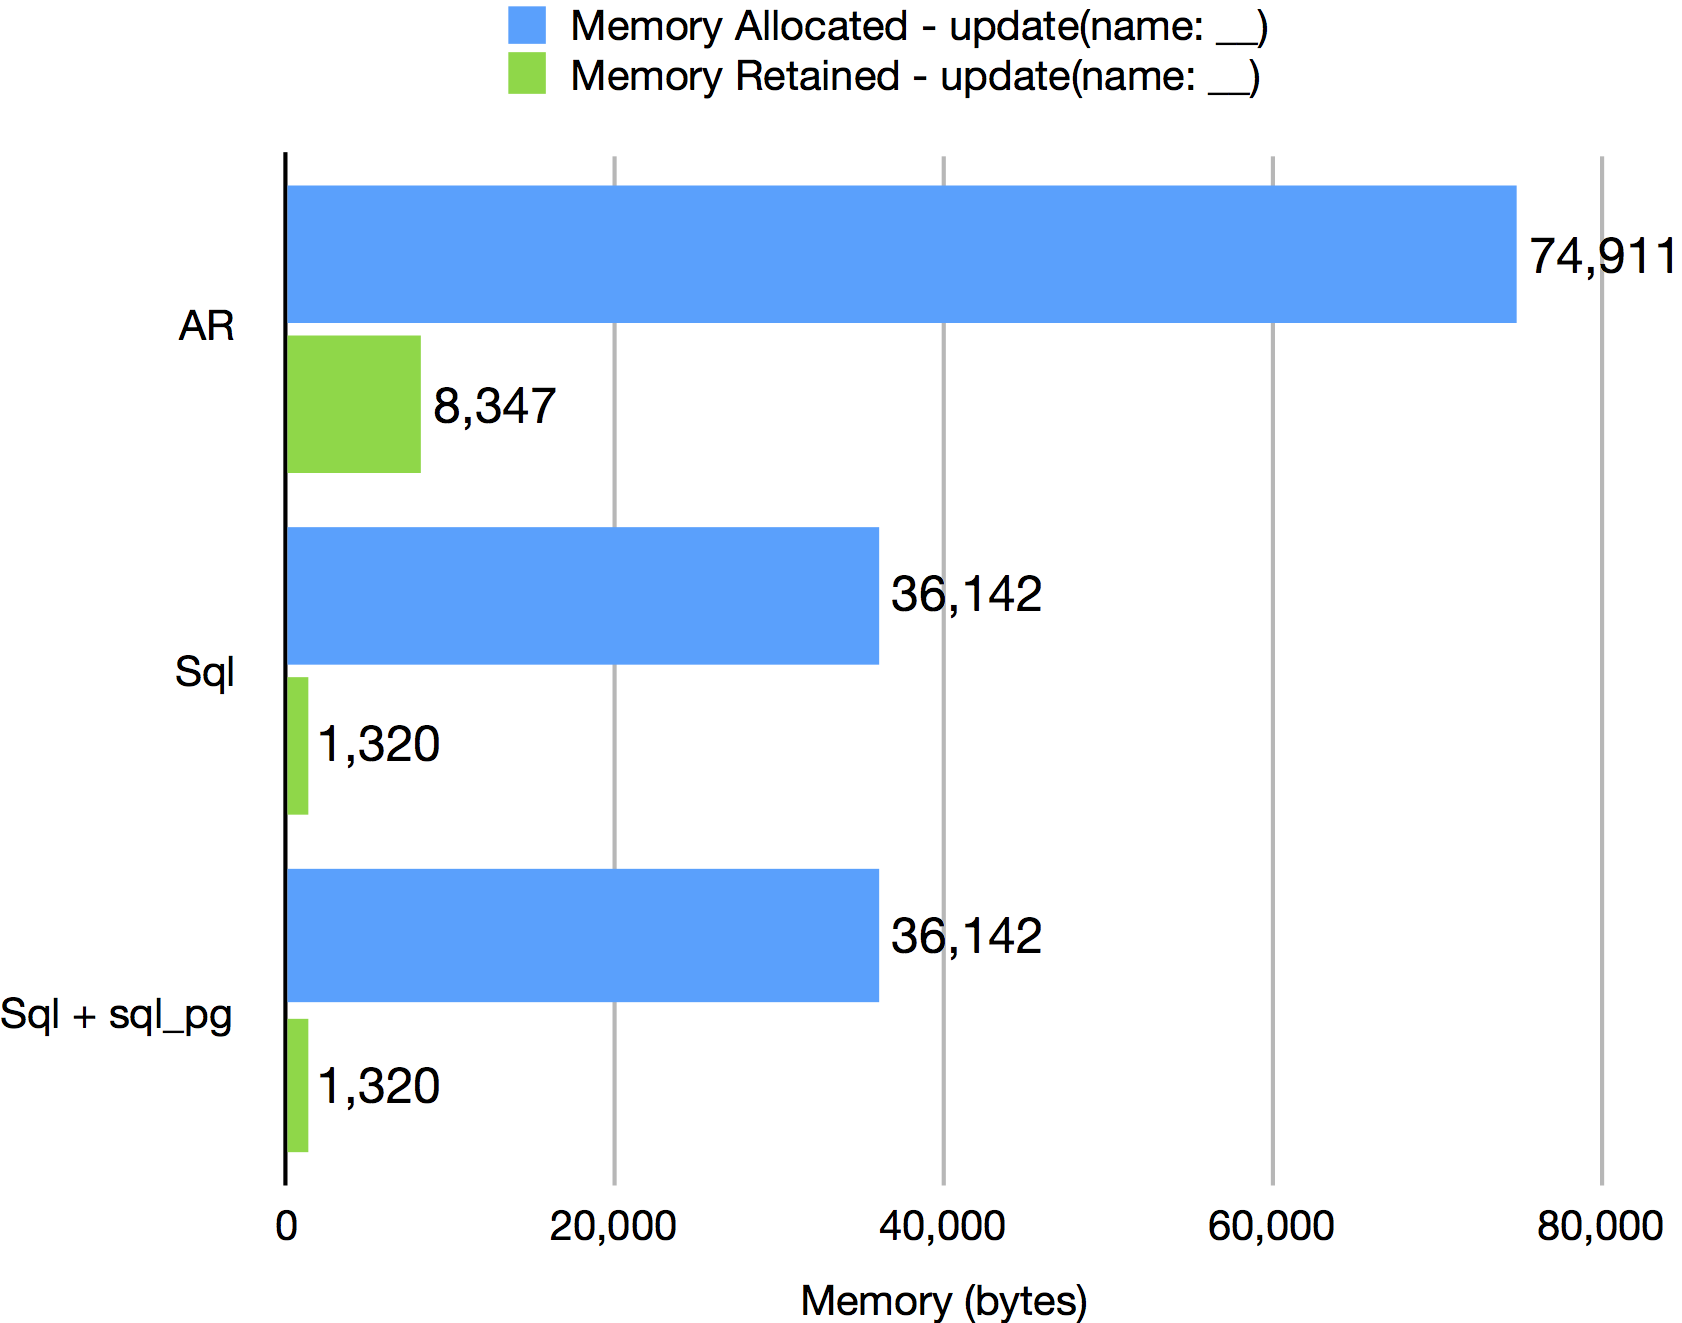 Memory Allocated - update(name: __)
Memory Retained - update(name: __)
74,911
AR
8,347
36,142
Sql
1,320
36,142
Sql + sql_pg
1,320
0 20,000 40,000 60,000 80,000
Memory (bytes)